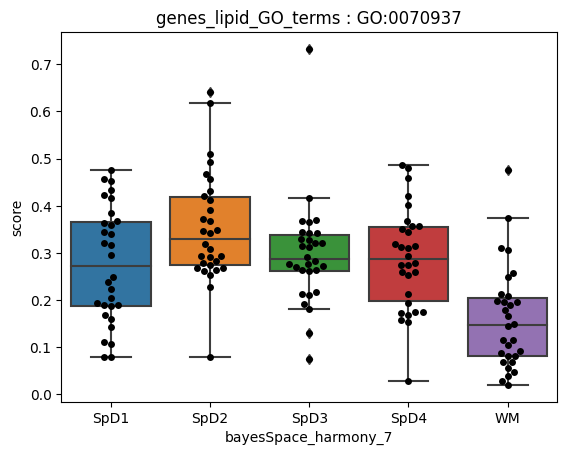 genes_lipid_GO_terms : GO:0070937
score
0.7
0.6
0.5
0.4
0.3
0.2
0.1
0.0
SpD1 SpD2 SpD3 SpD4 WM
bayesSpace_harmony_7